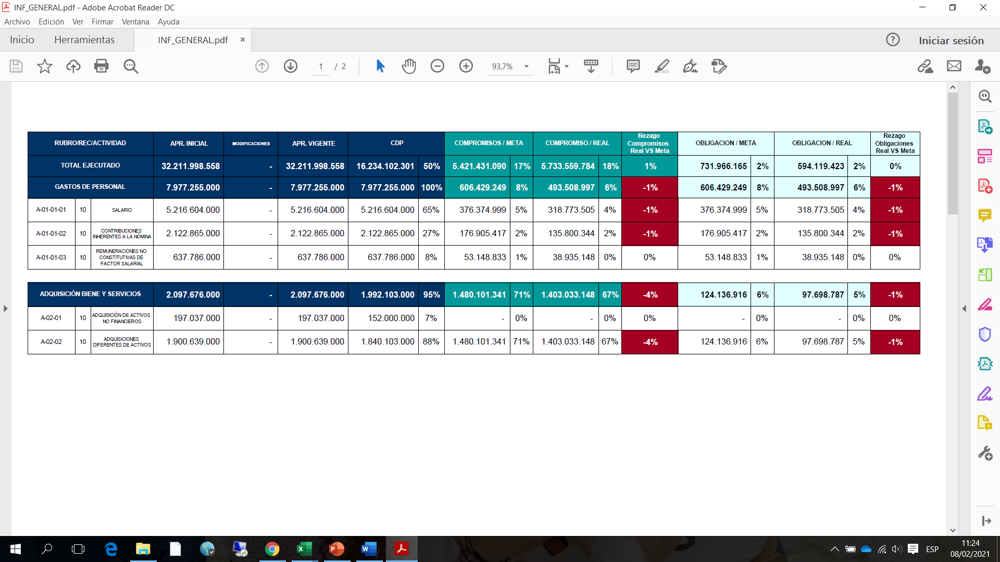 INF_GENERAL.pdf - Adobe Acrobat Reader DC
Archivo Edición Ver Firmar Ventana Ayuda
Inicio Herramientas INF_GENERAL.pdf × Iniciar sesión
1 / 2 93,7%
RUBRO/REC/ACTIVIDAD APR. INICIAL MODIFICACIONES APR. VIGENTE CDP COMPROMISOS / META COMPROMISO / REAL Rezago Compromisos Real VS Meta OBLIGACION / META OBLIGACION / REAL Rezago Obligaciones Real VS Meta
TOTAL EJECUTADO 32.211.998.558 - 32.211.998.558 16.234.102.301 50% 5.421.431.090 17% 5.733.559.784 18% 1% 731.966.165 2% 594.119.423 2% 0%
GASTOS DE PERSONAL 7.977.255.000 - 7.977.255.000 7.977.255.000 100% 606.429.249 8% 493.508.997 6% -1% 606.429.249 8% 493.508.997 6% -1%
A-01-01-01 10 SALARIO 5.216.604.000 - 5.216.604.000 5.216.604.000 65% 376.374.999 5% 318.773.505 4% -1% 376.374.999 5% 318.773.505 4% -1%
A-01-01-02 10 CONTRIBUCIONES INHERENTES A LA NÓMINA 2.122.865.000 - 2.122.865.000 2.122.865.000 27% 176.905.417 2% 135.800.344 2% -1% 176.905.417 2% 135.800.344 2% -1%
A-01-01-03 10 REMUNERACIONES NO CONSTITUTIVAS DE FACTOR SALARIAL 637.786.000 - 637.786.000 637.786.000 8% 53.148.833 1% 38.935.148 0% 0% 53.148.833 1% 38.935.148 0% 0%
ADQUISICIÓN BIENE Y SERVICIOS 2.097.676.000 - 2.097.676.000 1.992.103.000 95% 1.480.101.341 71% 1.403.033.148 67% -4% 124.136.916 6% 97.698.787 5% -1%
A-02-01 10 ADQUISICIÓN DE ACTIVOS NO FINANCIEROS 197.037.000 - 197.037.000 152.000.000 7% - 0% - 0% 0% - 0% - 0% 0%
A-02-02 10 ADQUISICIONES DIFERENTES DE ACTIVOS 1.900.639.000 - 1.900.639.000 1.840.103.000 88% 1.480.101.341 71% 1.403.033.148 67% -4% 124.136.916 6% 97.698.787 5% -1%
ESP
11:24
08/02/2021